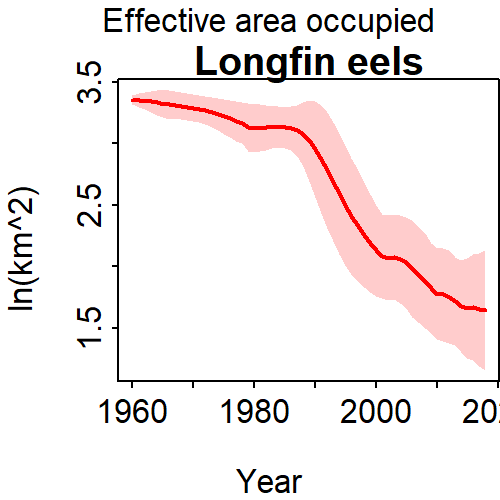 Effective area occupied
Longfin eels
3.5
2.5
1.5
ln(km^2)
1960 1980 2000
Year